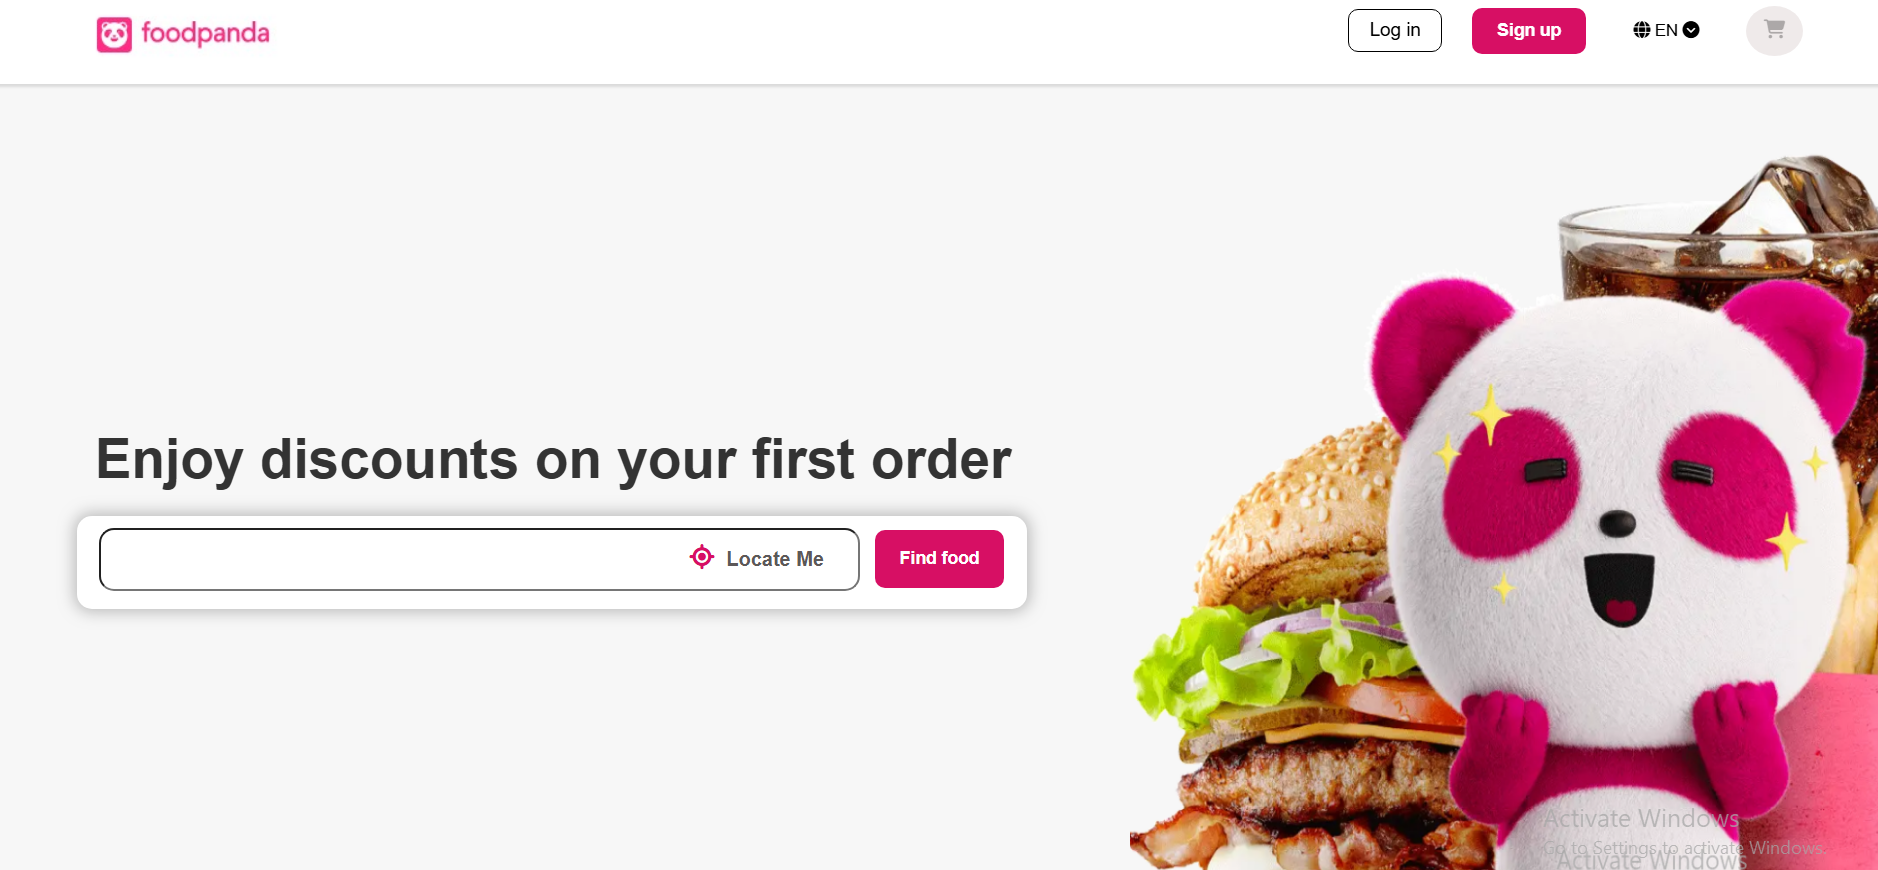 foodpanda
Log in
Sign up
EN
Enjoy discounts on your first order
Locate Me
Find food
Activate Windows
Go to Settings to activate Windows.
Activate Windows